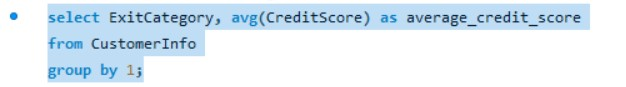 select ExitCategory, avg(CreditScore) as average_credit_score
from CustomerInfo
group by 1;